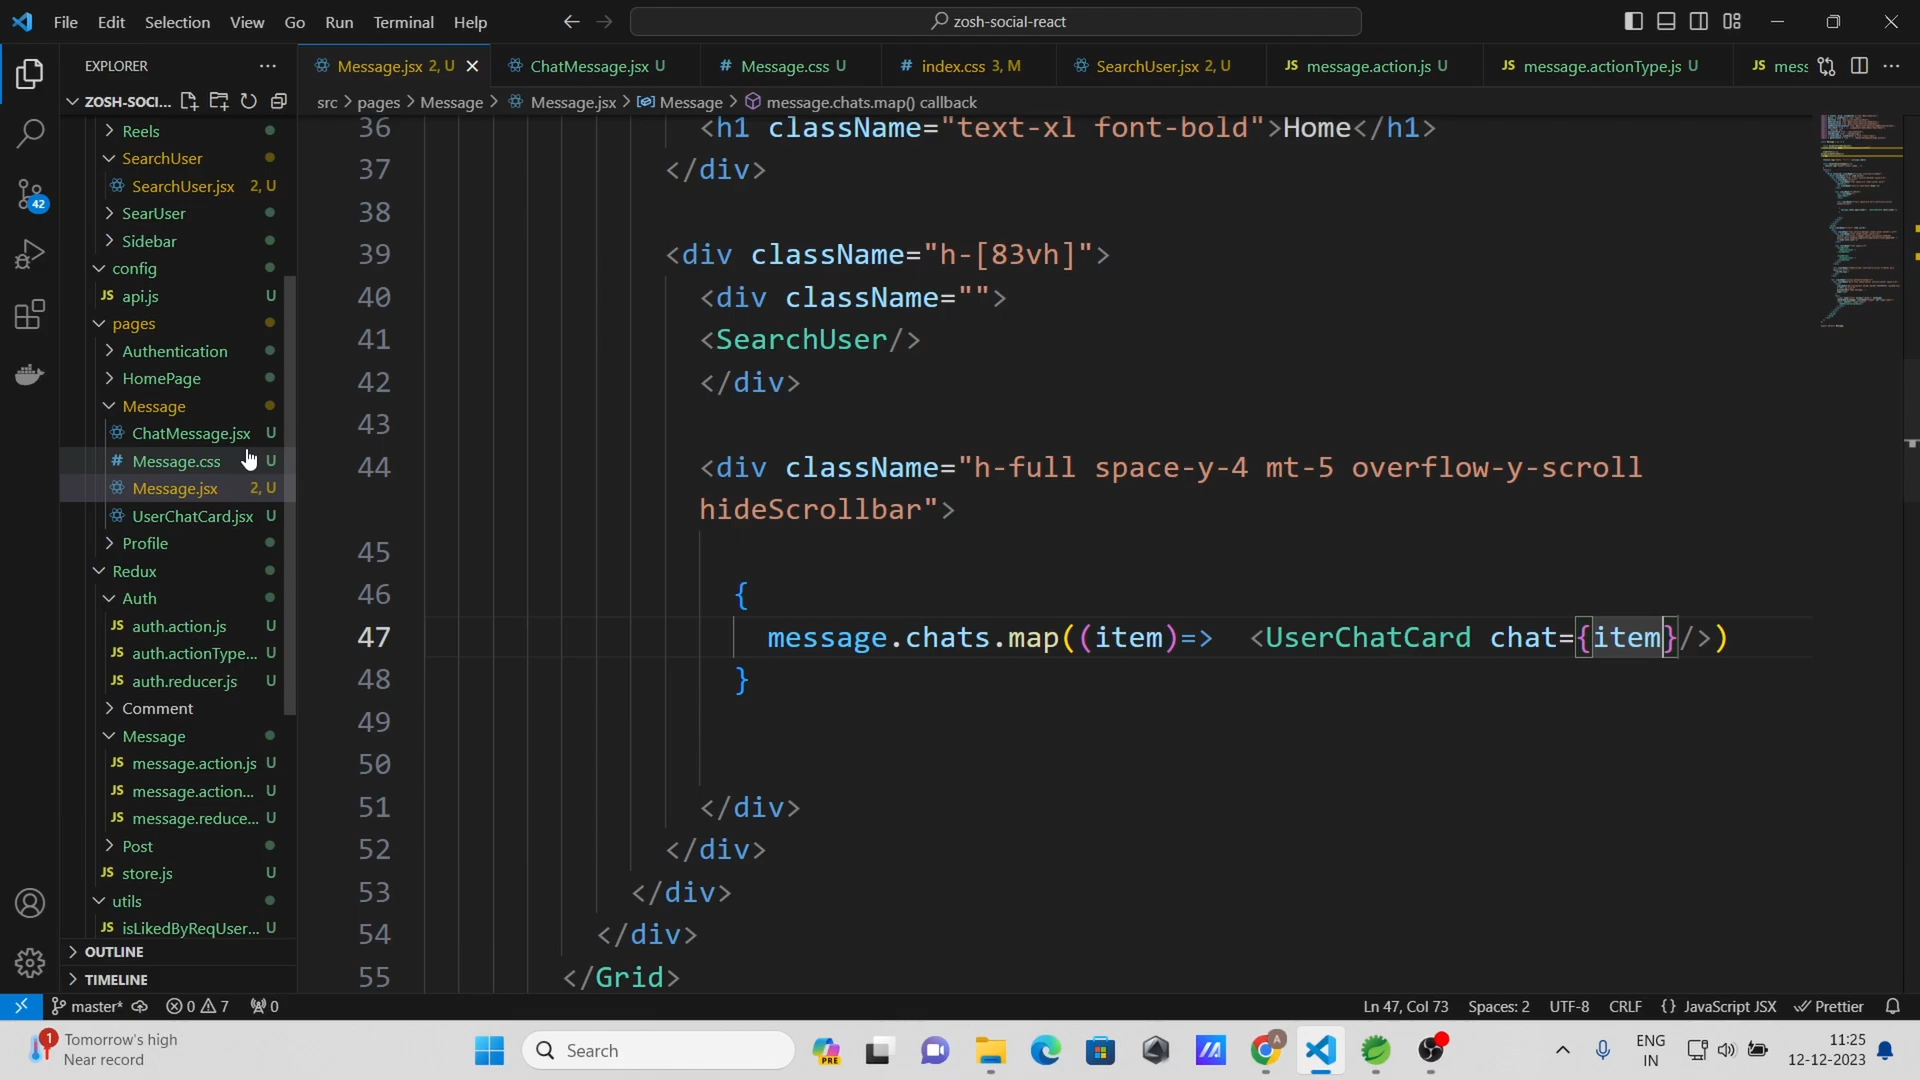 File Edit Selection View Go Run Terminal Help
zosh-social-react
EXPLORER
Message.jsx 2, U
ChatMessage.jsx U
# Message.css U
# index.css 3, M
SearchUser.jsx 2, U
JS message.action.js U
JS message.actionType.js U
JS mess
ZOSH-SOCI...
src > pages > Message > Message.jsx > Message > message.chats.map() callback
Reels
SearchUser
SearchUser.jsx 2, U
SearUser
Sidebar
config
JS api.js U
pages
Authentication
HomePage
Message
ChatMessage.jsx U
# Message.css U
Message.jsx 2, U
UserChatCard.jsx U
Profile
Redux
Auth
JS auth.action.js U
JS auth.actionType... U
JS auth.reducer.js U
Comment
Message
JS message.action.js U
JS message.action... U
JS message.reduce... U
Post
JS store.js U
utils
JS isLikedByReqUser... U
OUTLINE
TIMELINE
42
36 <h1 className="text-xl font-bold">Home</h1>
37 </div>
38
39 <div className="h-[83vh]">
40 <div className="">
41 <SearchUser/>
42 </div>
43
44 <div className="h-full space-y-4 mt-5 overflow-y-scroll
hideScrollbar">
45
46 {
47 message.chats.map((item)=> <UserChatCard chat={item}/>)
48 }
49
50
51 </div>
52 </div>
53 </div>
54 </div>
55 </Grid>
master* 0 7 0
Ln 47, Col 73 Spaces: 2 UTF-8 CRLF {} JavaScript JSX Prettier
1 Tomorrow's high
Near record
Search
PRE
A
ENG
IN
11:25
12-12-2023